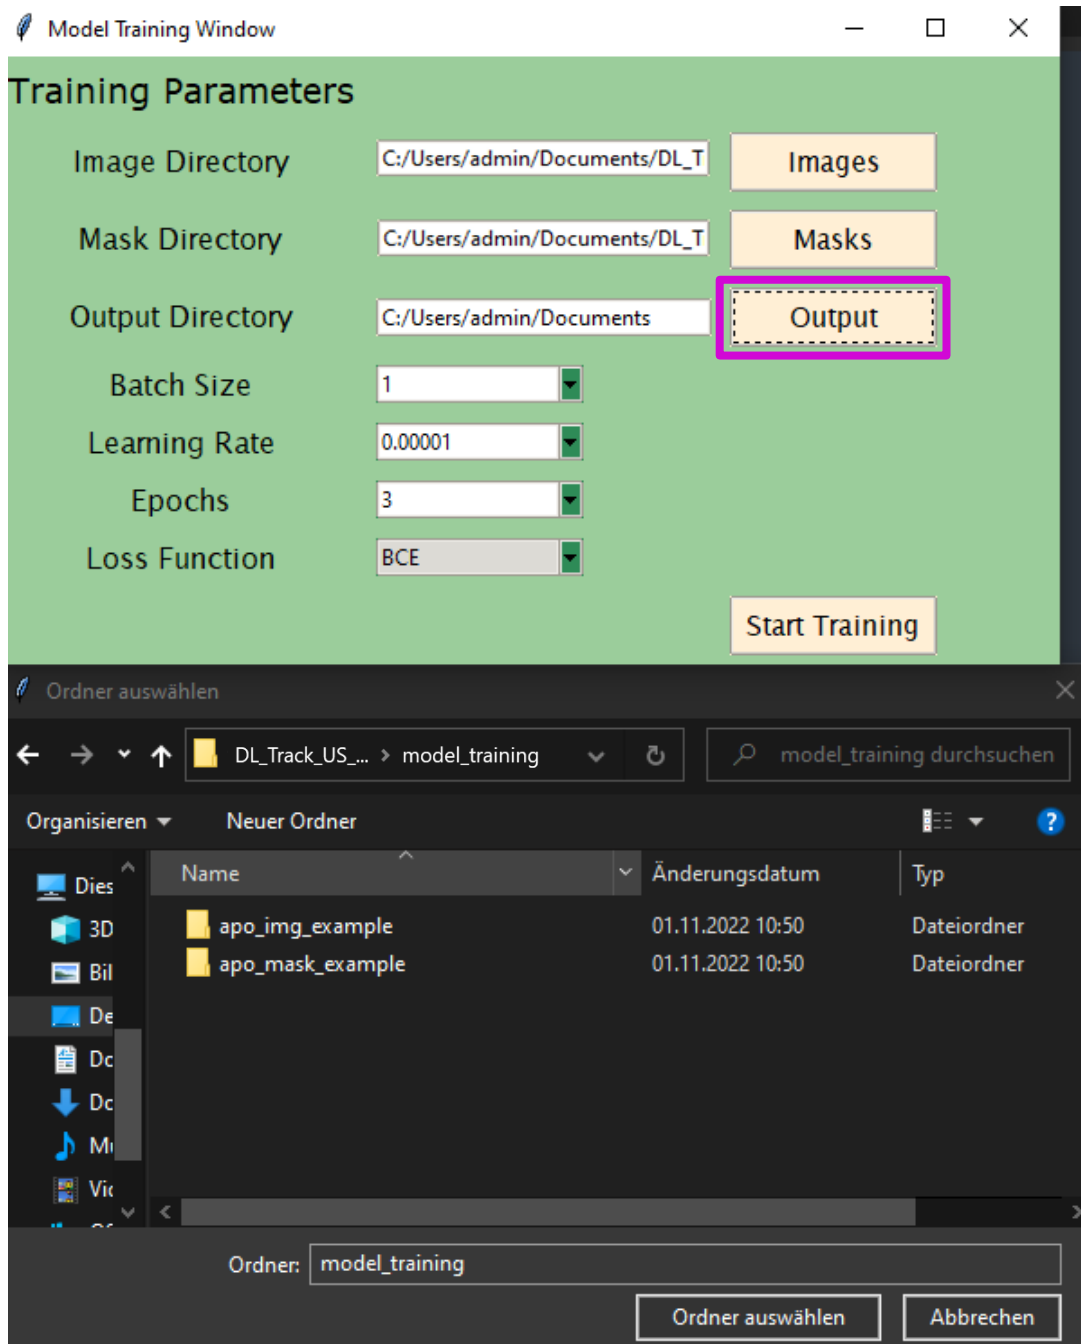 Model Training Window
Training Parameters
Image Directory C:/Users/admin/Documents/DL_T Images
Mask Directory C:/Users/admin/Documents/DL_T Masks
Output Directory C:/Users/admin/Documents Output
Batch Size 1
Learning Rate 0.00001
Epochs 3
Loss Function BCE
Start Training
Ordner auswählen
DL_Track_US_... > model_training model_training durchsuchen
Organisieren Neuer Ordner ?
Name Änderungsdatum Typ
Dies
3D apo_img_example 01.11.2022 10:50 Dateiordner
Bil apo_mask_example 01.11.2022 10:50 Dateiordner
De
Dc
Dc
Vic
Ordner: model_training
Ordner auswählen Abbrechen